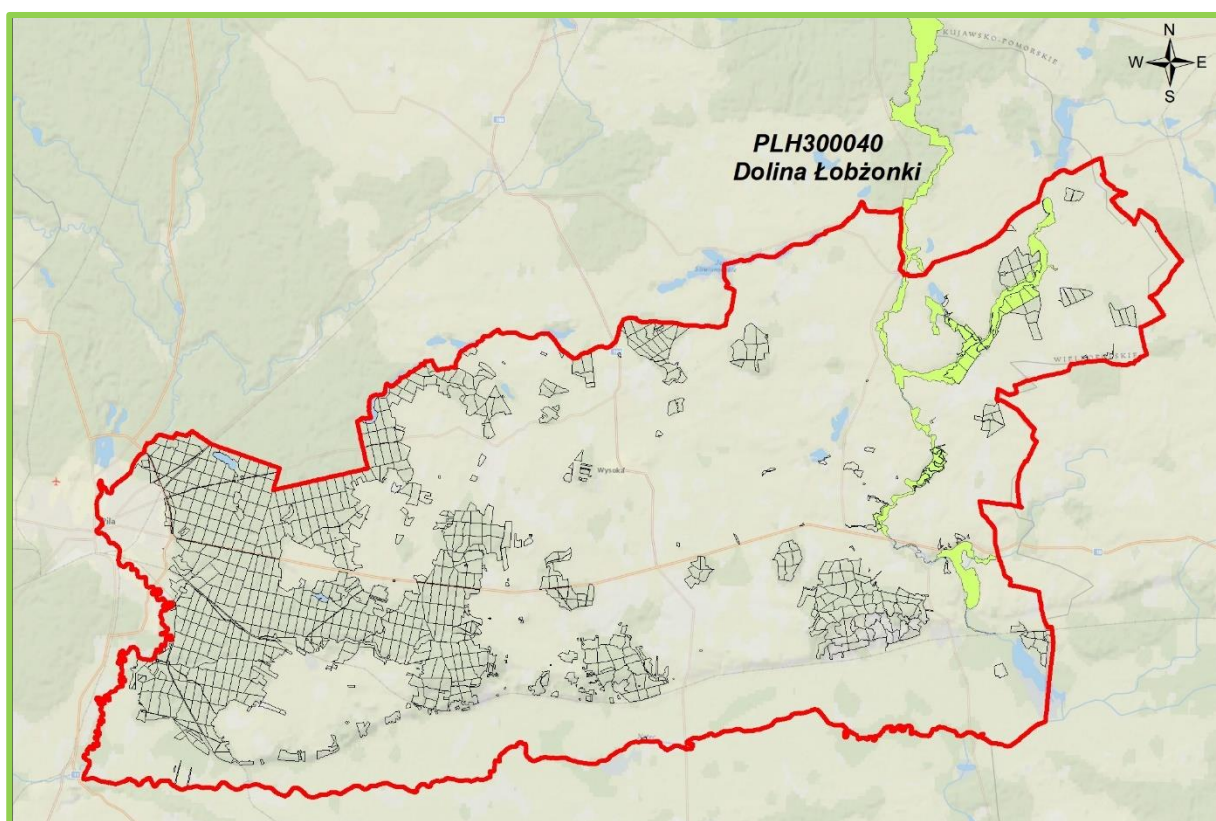 KUJAWSKO-POMORSKIE
N
W E
S
PLH300040
Dolina Łobżonki
WIELKOPOLSKIE
Wysoka